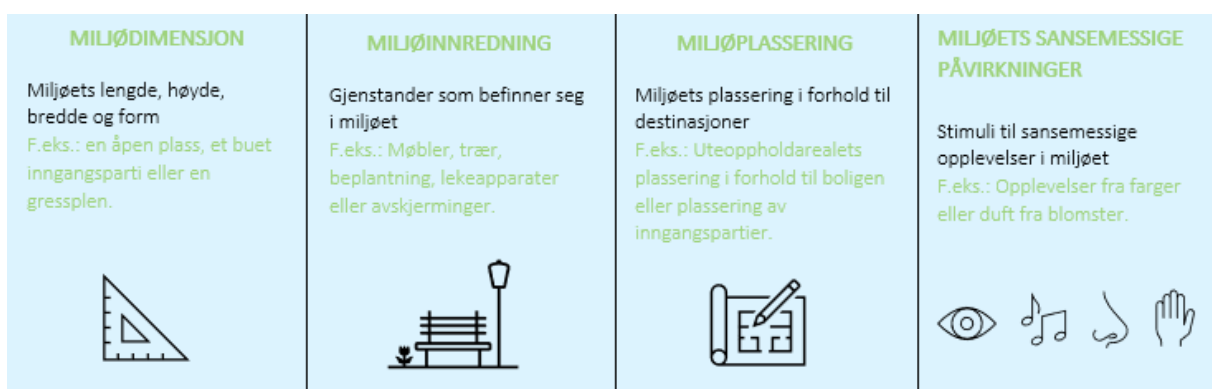 MILJØDIMENSJON
Miljøets lengde, høyde,
bredde og form
F.eks.: en åpen plass, et buet
inngangsparti eller en
gressplen.
MILJØINNREDNING
Gjenstander som befinner seg
i miljøet
F.eks.: Møbler, trær,
beplantning, lekeapparater
eller avskjerminger.
MILJØPLASSERING
Miljøets plassering i forhold til
destinasjoner
F.eks.: Uteoppholdarealets
plassering i forhold til boligen
eller plassering av
inngangspartier.
MILJØETS SANSEMESSIGE
PÅVIRKNINGER
Stimuli til sansemessige
opplevelser i miljøet
F.eks.: Opplevelser fra farger
eller duft fra blomster.